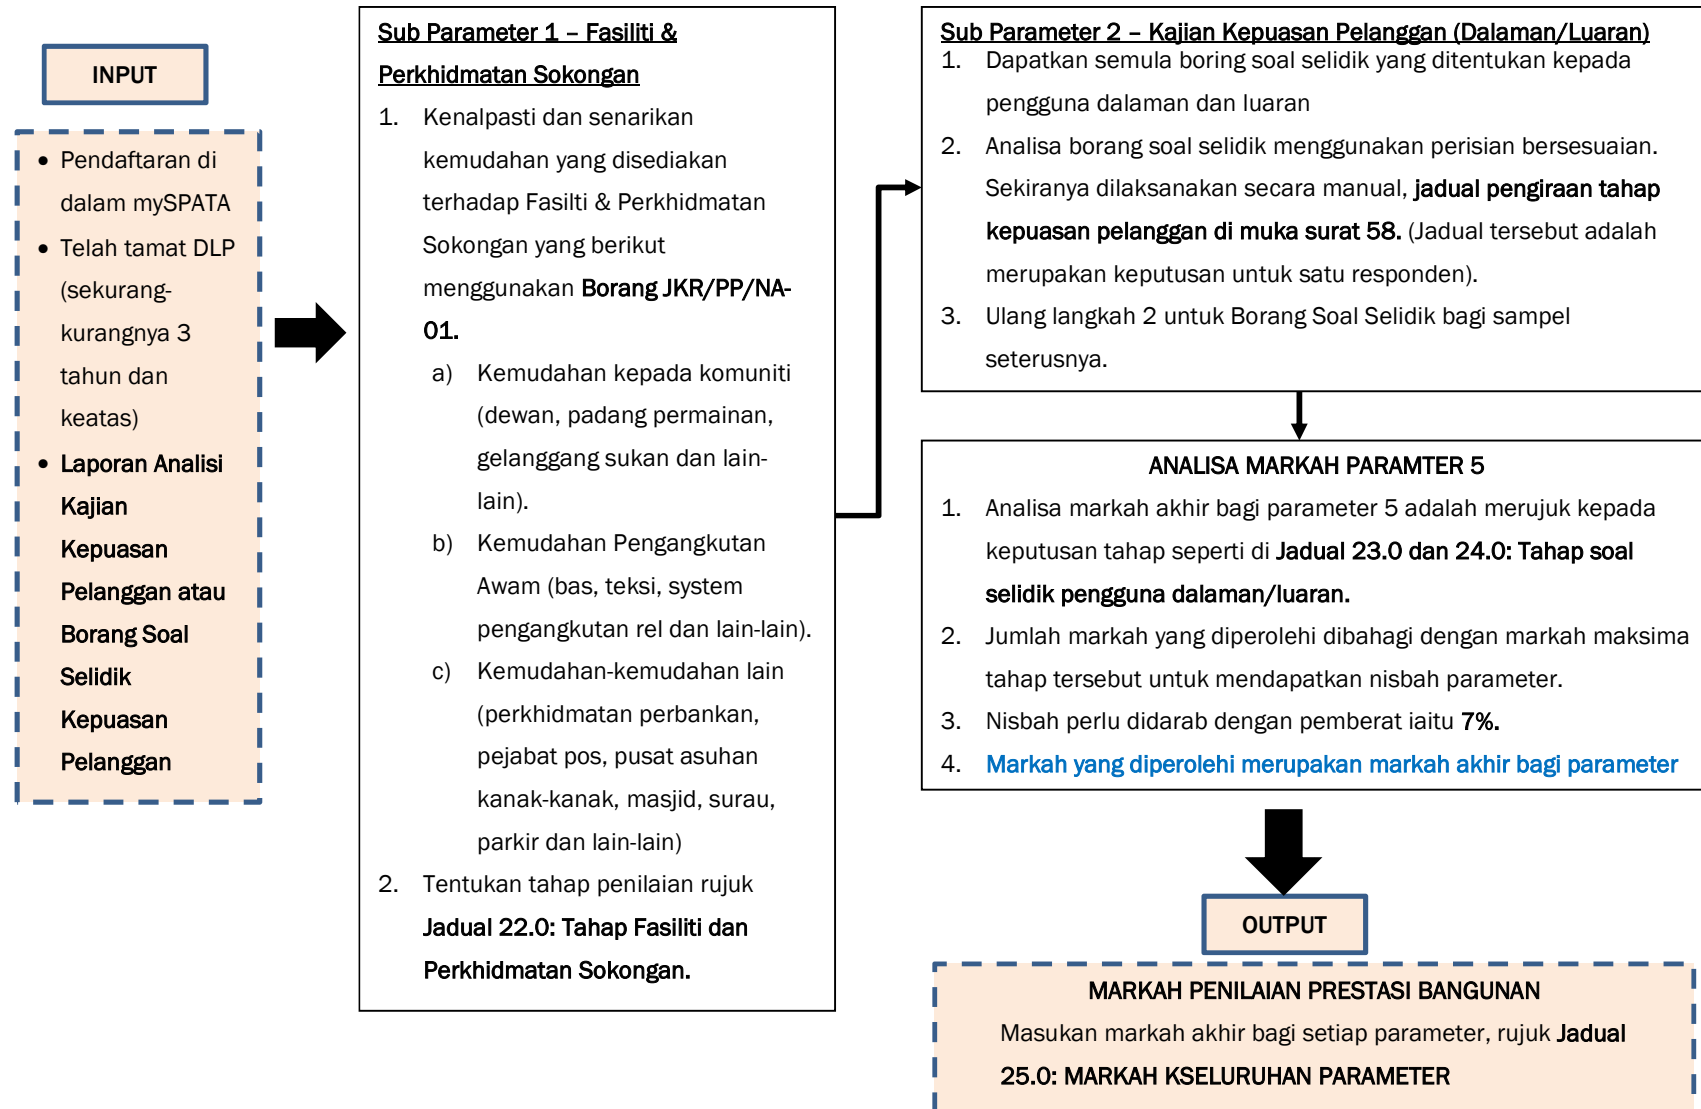 INPUT
• Pendaftaran di
dalam mySPATA
• Telah tamat DLP
(sekurang-
kurangnya 3
tahun dan
keatas)
• Laporan Analisi
Kajian
Kepuasan
Pelanggan atau
Borang Soal
Selidik
Kepuasan
Pelanggan
Sub Parameter 1 – Fasiliti &
Perkhidmatan Sokongan
1. Kenalpasti dan senarikan
kemudahan yang disediakan
terhadap Fasilti & Perkhidmatan
Sokongan yang berikut
menggunakan Borang JKR/PP/NA-
01.
a) Kemudahan kepada komuniti
(dewan, padang permainan,
gelanggang sukan dan lain-
lain).
b) Kemudahan Pengangkutan
Awam (bas, teksi, system
pengangkutan rel dan lain-lain).
c) Kemudahan-kemudahan lain
(perkhidmatan perbankan,
pejabat pos, pusat asuhan
kanak-kanak, masjid, surau,
parkir dan lain-lain)
2. Tentukan tahap penilaian rujuk
Jadual 22.0: Tahap Fasiliti dan
Perkhidmatan Sokongan.
Sub Parameter 2 – Kajian Kepuasan Pelanggan (Dalaman/Luaran)
1. Dapatkan semula boring soal selidik yang ditentukan kepada
pengguna dalaman dan luaran
2. Analisa borang soal selidik menggunakan perisian bersesuaian.
Sekiranya dilaksanakan secara manual, jadual pengiraan tahap
kepuasan pelanggan di muka surat 58. (Jadual tersebut adalah
merupakan keputusan untuk satu responden).
3. Ulang langkah 2 untuk Borang Soal Selidik bagi sampel
seterusnya.
ANALISA MARKAH PARAMTER 5
1. Analisa markah akhir bagi parameter 5 adalah merujuk kepada
keputusan tahap seperti di Jadual 23.0 dan 24.0: Tahap soal
selidik pengguna dalaman/luaran.
2. Jumlah markah yang diperolehi dibahagi dengan markah maksima
tahap tersebut untuk mendapatkan nisbah parameter.
3. Nisbah perlu didarab dengan pemberat iaitu 7%.
4. Markah yang diperolehi merupakan markah akhir bagi parameter
OUTPUT
MARKAH PENILAIAN PRESTASI BANGUNAN
Masukan markah akhir bagi setiap parameter, rujuk Jadual
25.0: MARKAH KSELURUHAN PARAMETER